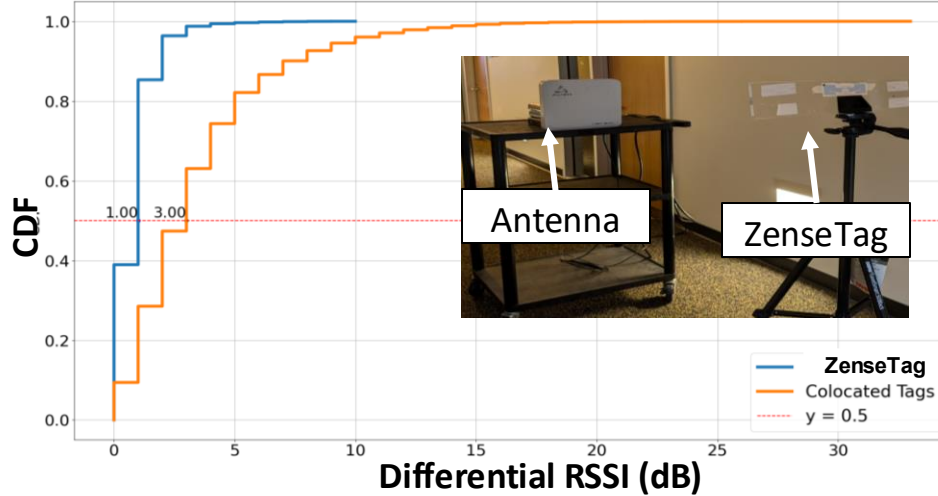 1.0
0.8
0.6
0.4
0.2
0.0
CDF
1.00 3.00
Antenna
ZenseTag
ZenseTag
Colocated Tags
y = 0.5
0 5 10 15 20 25 30
Differential RSSI (dB)